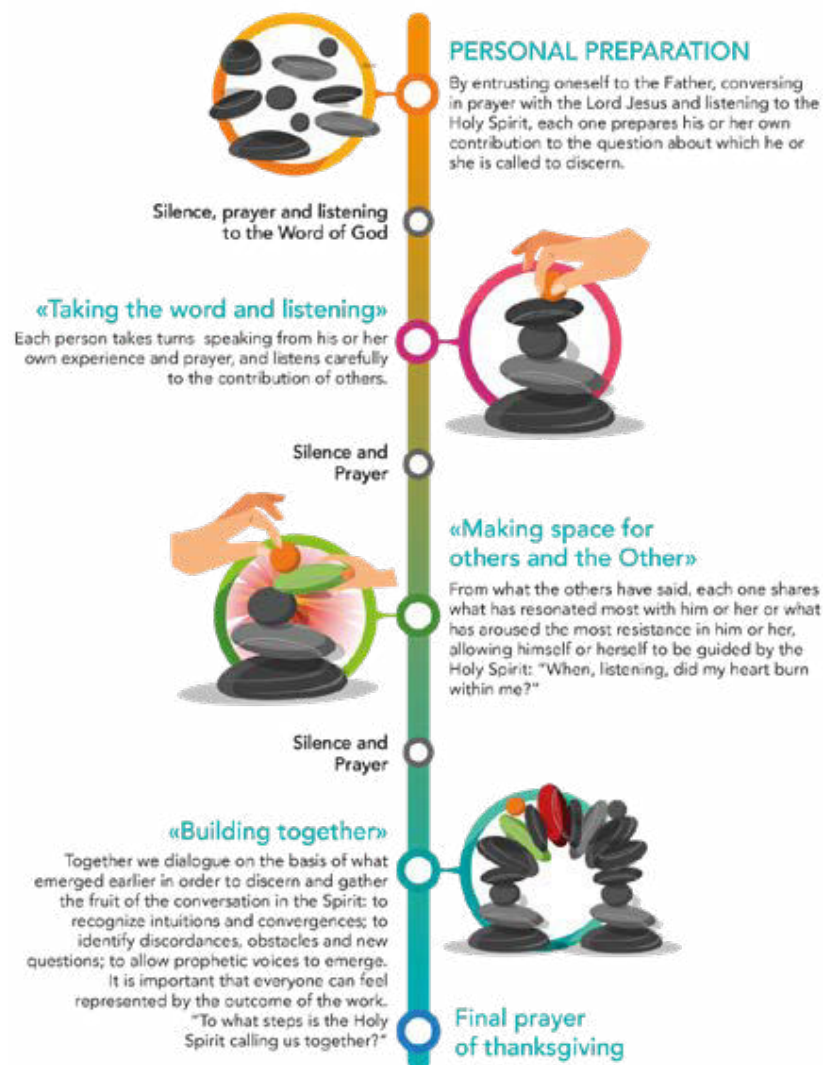 PERSONAL PREPARATION
By entrusting oneself to the Father, conversing
in prayer with the Lord Jesus and listening to the
Holy Spirit, each one prepares his or her own
contribution to the question about which he or
she is called to discern.
Silence, prayer and listening
to the Word of God
«Taking the word and listening»
Each person takes turns speaking from his or her
own experience and prayer, and listens carefully
to the contribution of others.
Silence and
Prayer
«Making space for
others and the Other»
From what the others have said, each one shares
what has resonated most with him or her or what
has aroused the most resistance in him or her,
allowing himself or herself to be guided by the
Holy Spirit: "When, listening, did my heart burn
within me?"
Silence and
Prayer
«Building together»
Together we dialogue on the basis of what
emerged earlier in order to discern and gather
the fruit of the conversation in the Spirit: to
recognize intuitions and convergences; to
identify discordances, obstacles and new
questions; to allow prophetic voices to emerge.
It is important that everyone can feel
represented by the outcome of the work.
"To what steps is the Holy
Spirit calling us together?"
Final prayer
of thanksgiving